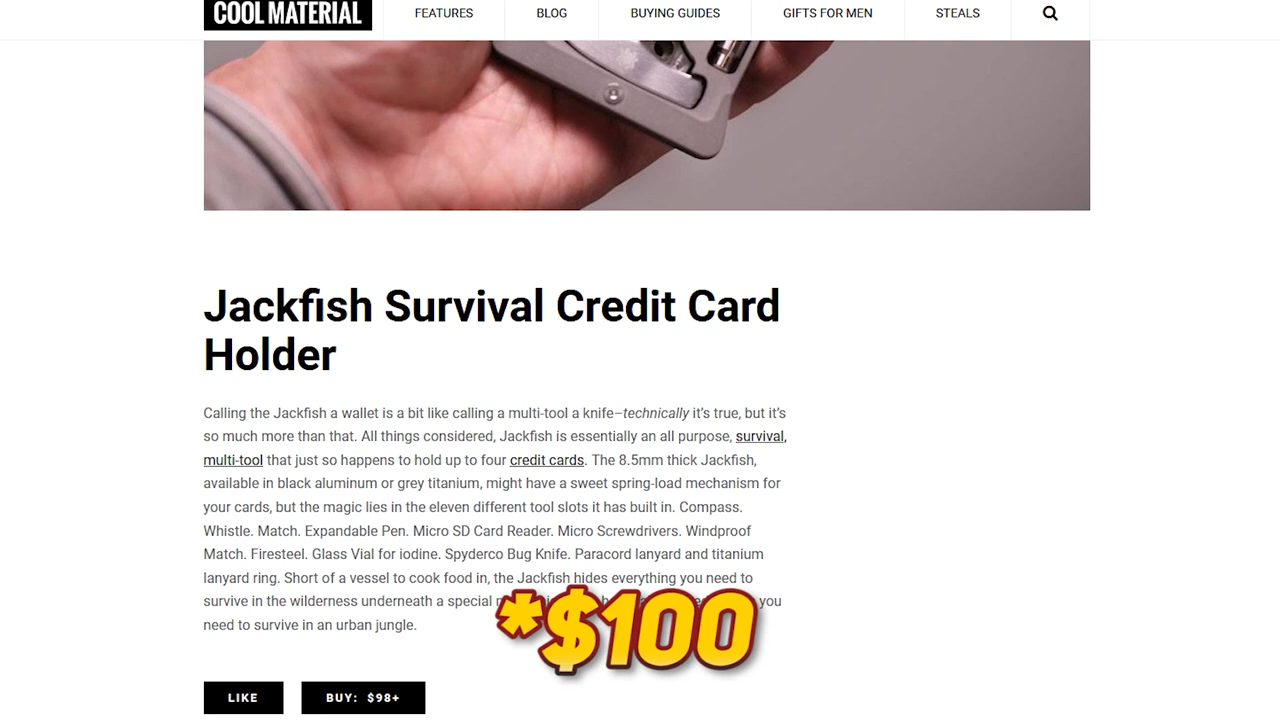 COOL MATERIAL FEATURES BLOG BUYING GUIDES GIFTS FOR MEN STEALS
Jackfish Survival Credit Card
Holder
Calling the Jackfish a wallet is a bit like calling a multi-tool a knife–technically it's true, but it's
so much more than that. All things considered, Jackfish is essentially an all purpose, survival,
multi-tool that just so happens to hold up to four credit cards. The 8.5mm thick Jackfish,
available in black aluminum or grey titanium, might have a sweet spring-load mechanism for
your cards, but the magic lies in the eleven different tool slots it has built in. Compass.
Whistle. Match. Expandable Pen. Micro SD Card Reader. Micro Screwdrivers. Windproof
Match. Firesteel. Glass Vial for iodine. Spyderco Bug Knife. Paracord lanyard and titanium
lanyard ring. Short of a vessel to cook food in, the Jackfish hides everything you need to
survive in the wilderness underneath a special you
need to survive in an urban jungle.
*$100
LIKE BUY: $98+